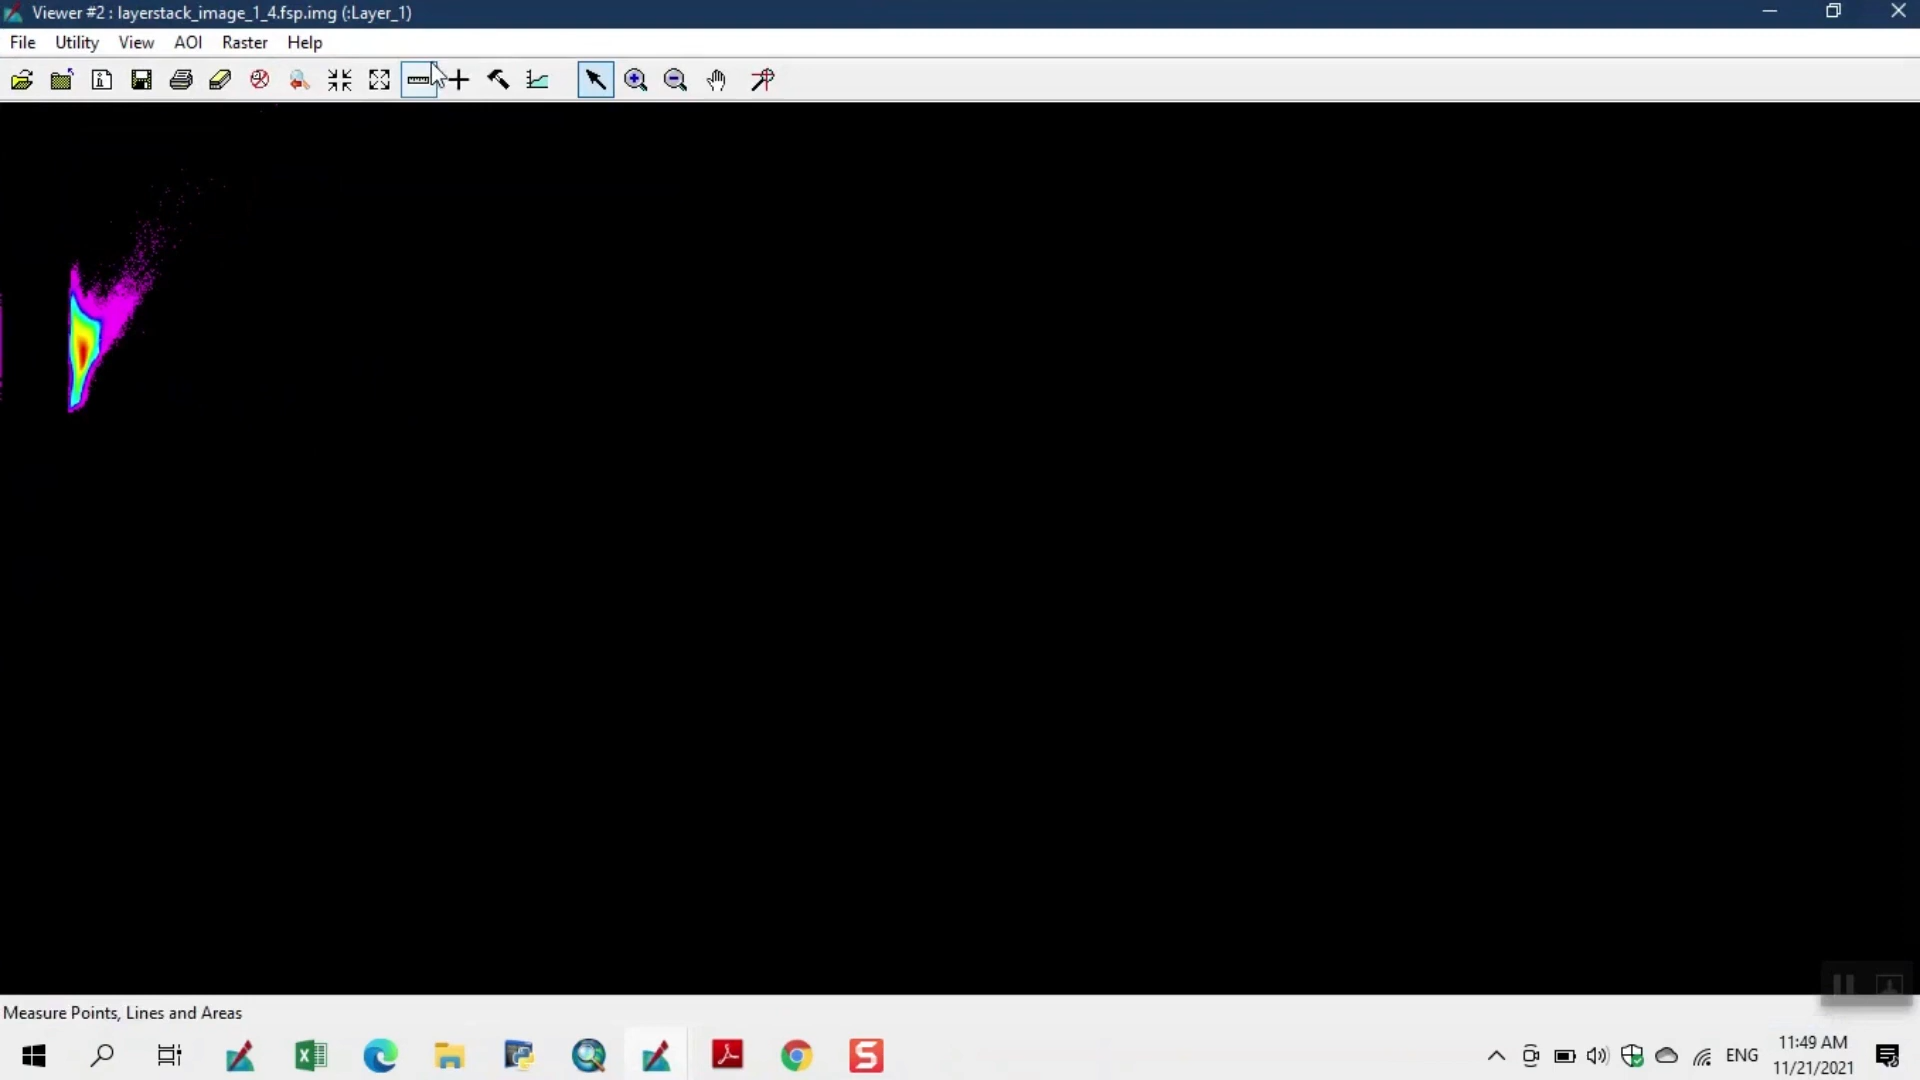 Viewer #2 : layerstack_image_1_4.fsp.img (:Layer_1)
File Utility View AOI Raster Help
Measure Points, Lines and Areas
ENG
11:49 AM
11/21/2021